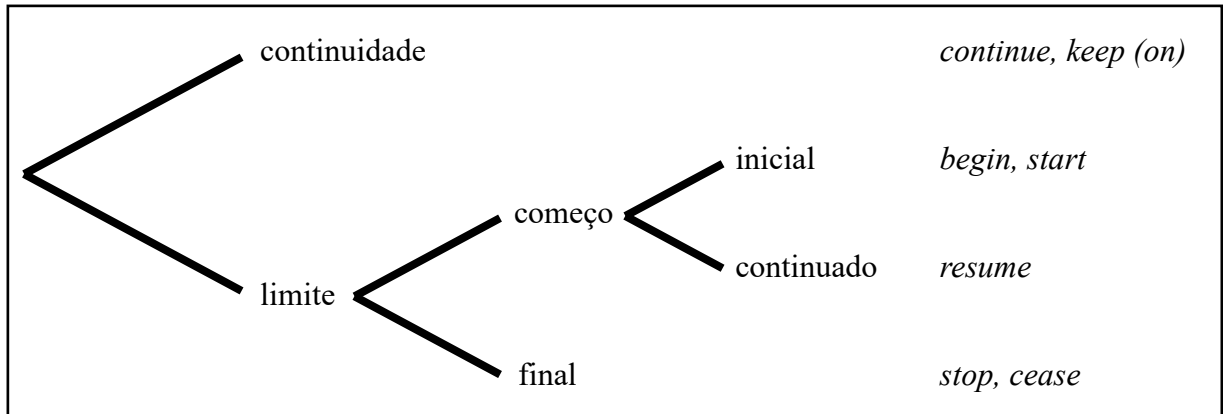 continuidade continue, keep (on)
inicial begin, start
começo
continuado resume
limite
final stop, cease